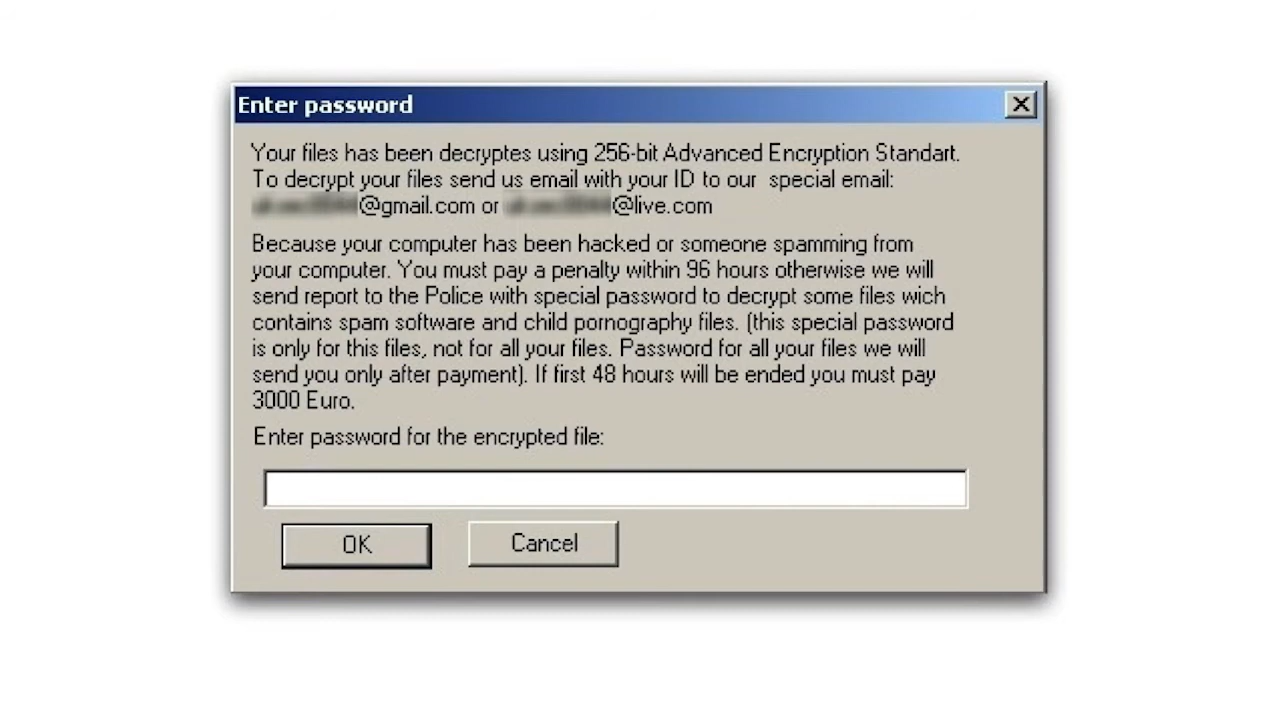 Enter password
Your files has been decryptes using 256-bit Advanced Encryption Standart.
To decrypt your files send us email with your ID to our special email:
@gmail.com or @live.com
Because your computer has been hacked or someone spamming from
your computer. You must pay a penalty within 96 hours otherwise we will
send report to the Police with special password to decrypt some files wich
contains spam software and child pornography files. (this special password
is only for this files, not for all your files. Password for all your files we will
send you only after payment). If first 48 hours will be ended you must pay
3000 Euro.
Enter password for the encrypted file:
OK
Cancel